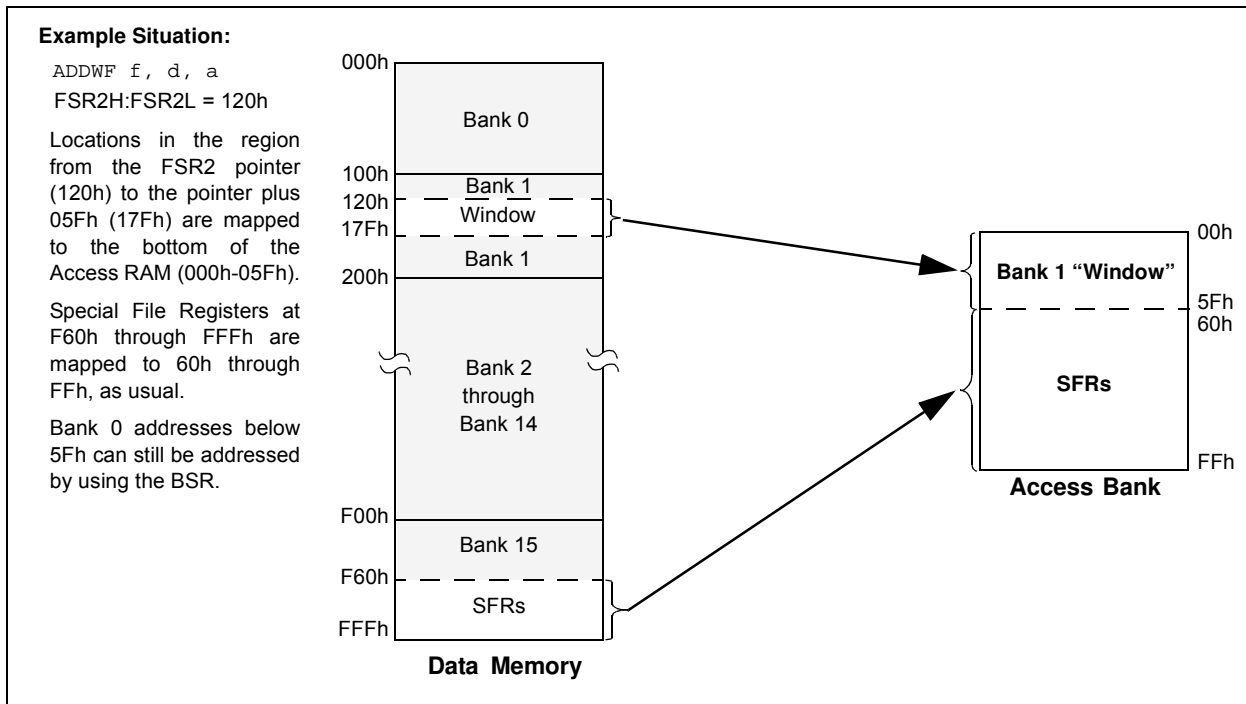 Example Situation:
ADDWF f, d, a
FSR2H:FSR2L = 120h
Locations in the region
from the FSR2 pointer
(120h) to the pointer plus
05Fh (17Fh) are mapped
to the bottom of the
Access RAM (000h-05Fh).
Special File Registers at
F60h through FFFh are
mapped to 60h through
FFh, as usual.
Bank 0 addresses below
5Fh can still be addressed
by using the BSR.
000h
Bank 0
100h
Bank 1
120h
Window
17Fh
Bank 1
200h
Bank 2
through
Bank 14
F00h
Bank 15
F60h
SFRs
FFFh
Data Memory
00h
Bank 1 “Window”
5Fh
60h
SFRs
FFh
Access Bank